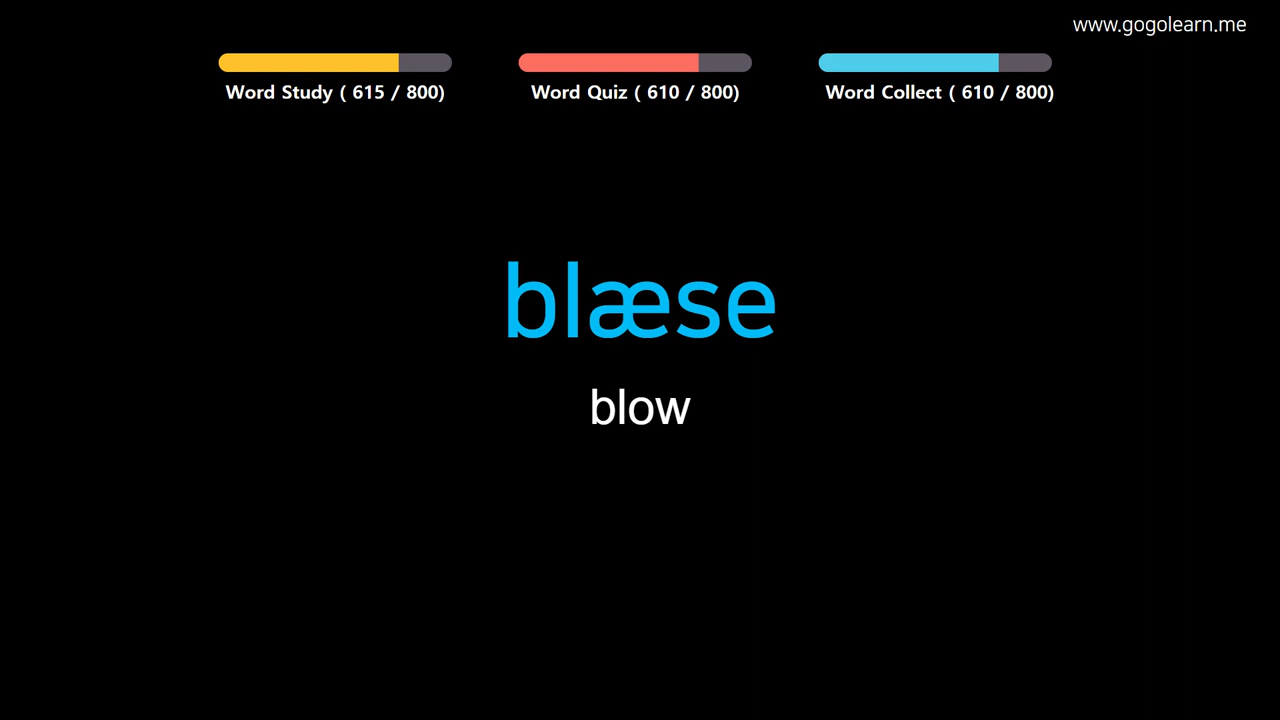 www.gogolearn.me
Word Study ( 615 / 800)
Word Quiz ( 610 / 800)
Word Collect ( 610 / 800)
blæse
blow